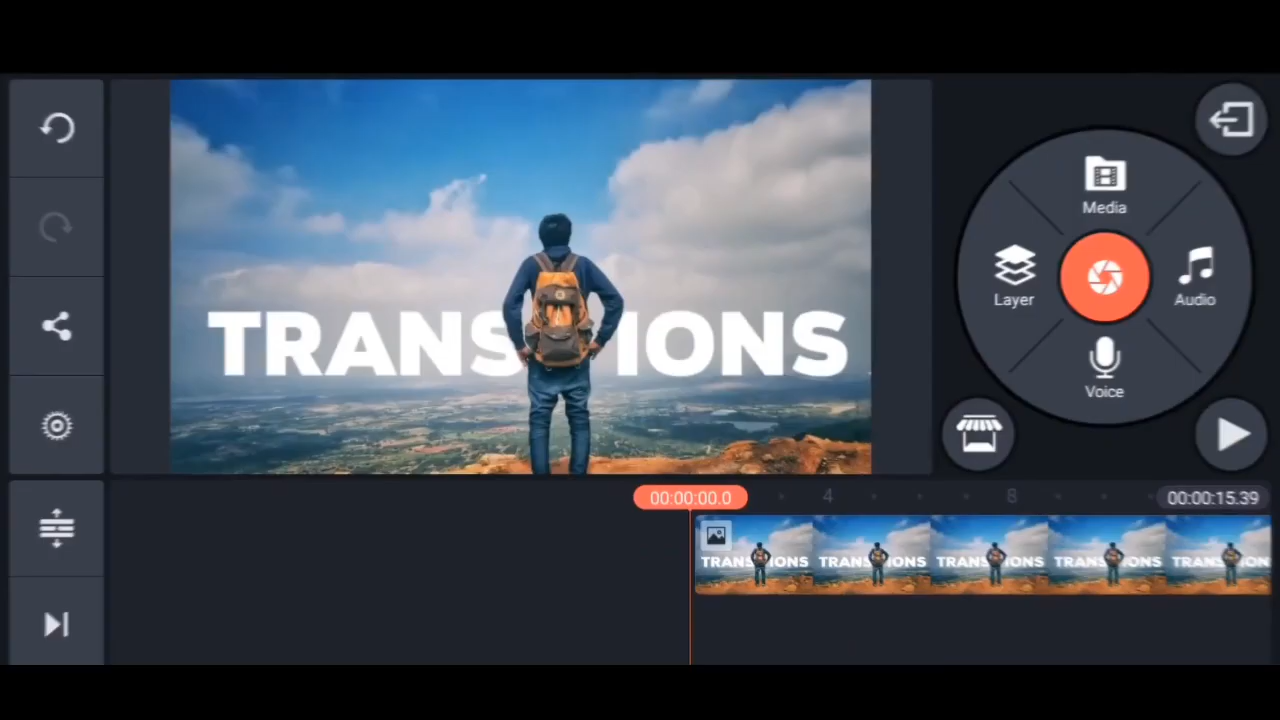 Media
Layer
Audio
Voice
TRANS IONS
00:00:00.0
4
8
00:00:15.39
TRANS IONS
TRANS IONS
TRANS IONS
TRANS IONS
TRANS ION